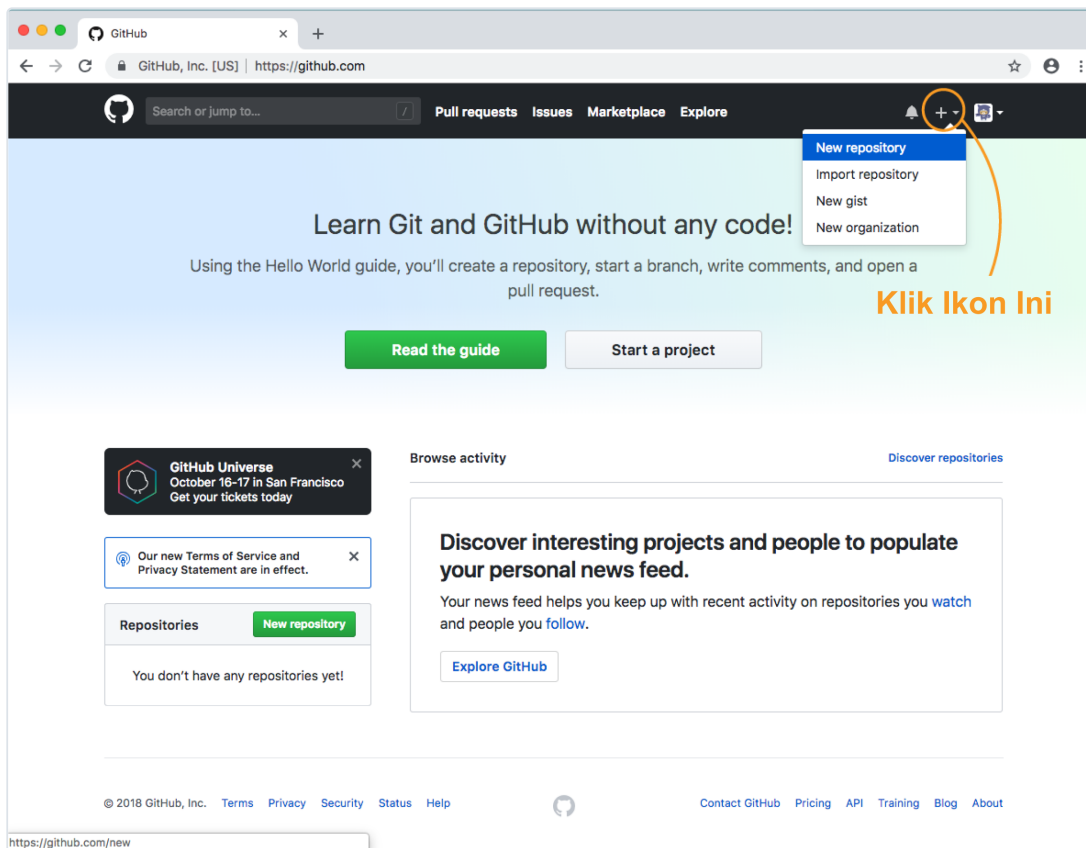 GitHub
GitHub, Inc. [US] | https://github.com
Search or jump to...
/
Pull requests Issues Marketplace Explore
New repository
Import repository
New gist
New organization
Learn Git and GitHub without any code!
Using the Hello World guide, you’ll create a repository, start a branch, write comments, and open a
pull request.
Klik Ikon Ini
Read the guide
Start a project
GitHub Universe
October 16-17 in San Francisco
Get your tickets today
Our new Terms of Service and
Privacy Statement are in effect.
Repositories
New repository
You don’t have any repositories yet!
Browse activity
Discover repositories
Discover interesting projects and people to populate
your personal news feed.
Your news feed helps you keep up with recent activity on repositories you watch
and people you follow.
Explore GitHub
© 2018 GitHub, Inc. Terms Privacy Security Status Help
Contact GitHub Pricing API Training Blog About
https://github.com/new